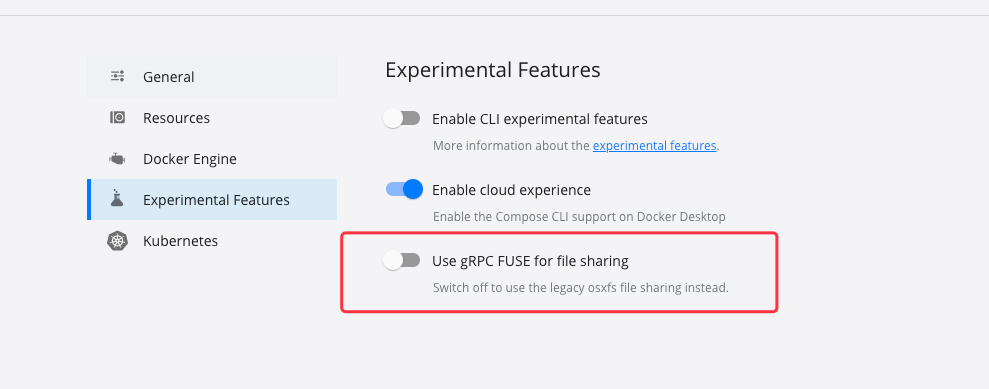 General
Resources
Docker Engine
Experimental Features
Kubernetes
Experimental Features
Enable CLI experimental features
More information about the experimental features.
Enable cloud experience
Enable the Compose CLI support on Docker Desktop
Use gRPC FUSE for file sharing
Switch off to use the legacy osxfs file sharing instead.